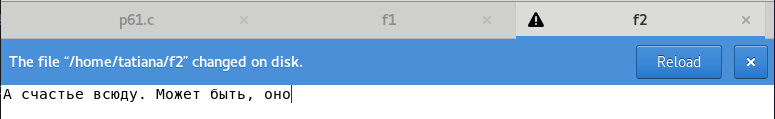 p61.c × f1 × f2 ×
The file “/home/tatiana/f2” changed on disk. Reload ×
А счастье всюду. Может быть, оно